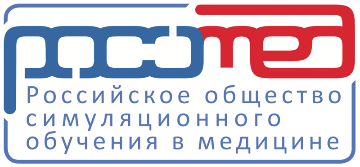 росомед
Российское общество
симуляционного
обучения в медицине